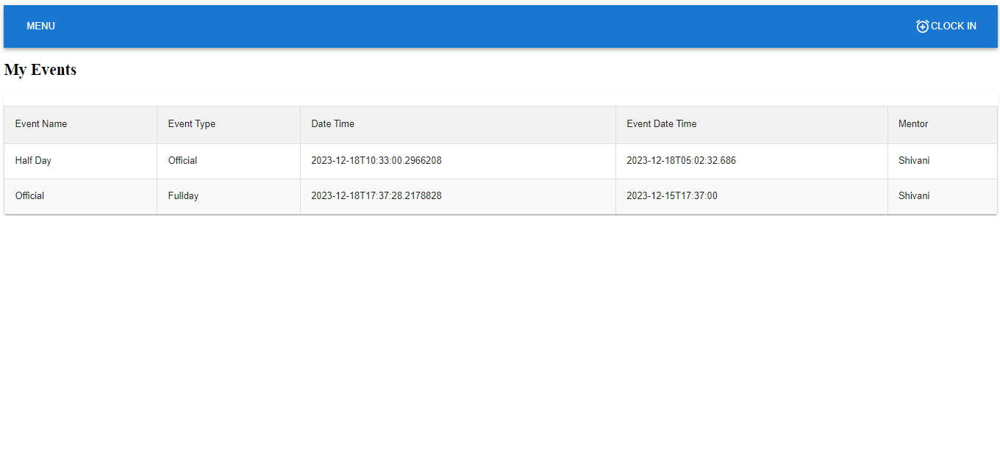 MENU CLOCK IN
My Events
Event Name Event Type Date Time Event Date Time Mentor
Half Day Official 2023-12-18T10:33:00.2966208 2023-12-18T05:02:32.686 Shivani
Official Fullday 2023-12-18T17:37:28.2178828 2023-12-15T17:37:00 Shivani